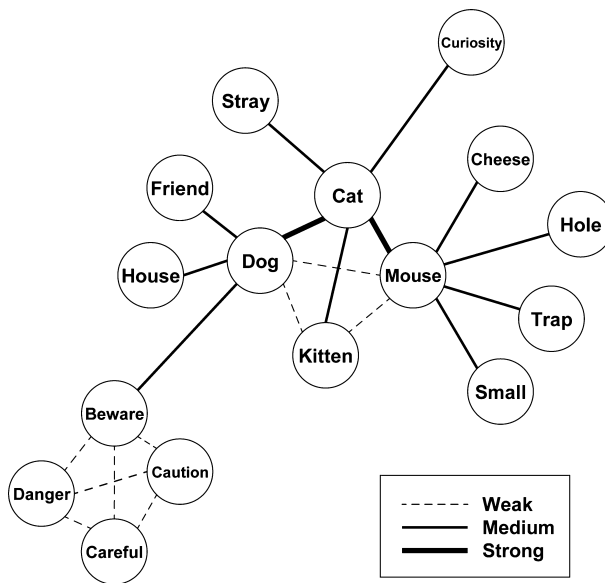 Curiosity
Stray
Cheese
Friend
Cat
Hole
House
Dog
Mouse
Trap
Kitten
Small
Beware
Caution
Danger
Careful
Weak
Medium
Strong